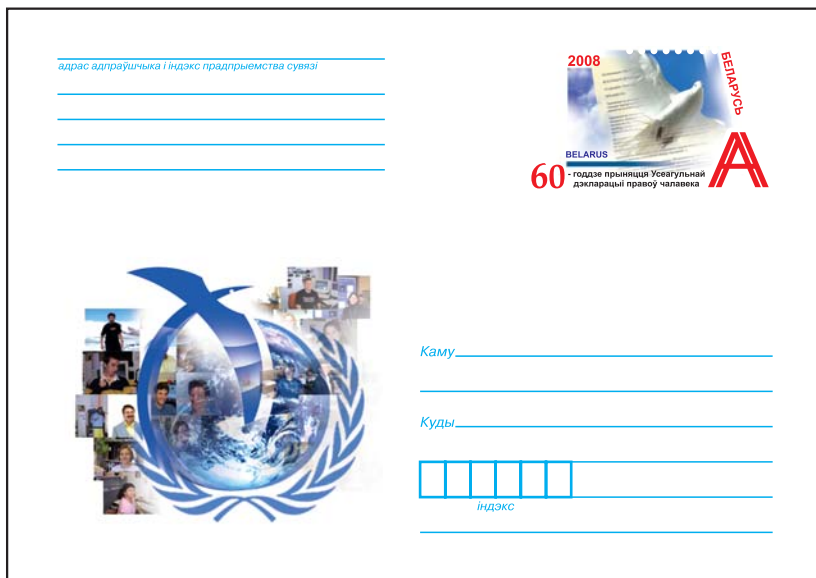 адрас адпраўшчыка і індэкс прадпрыемства сувязі
2008
БЕЛАРУСЬ
BELARUS
A
60 - годдзе прыняцця Усеагульнай
дэкларацыі правоў чалавека
Каму
Куды
індэкс